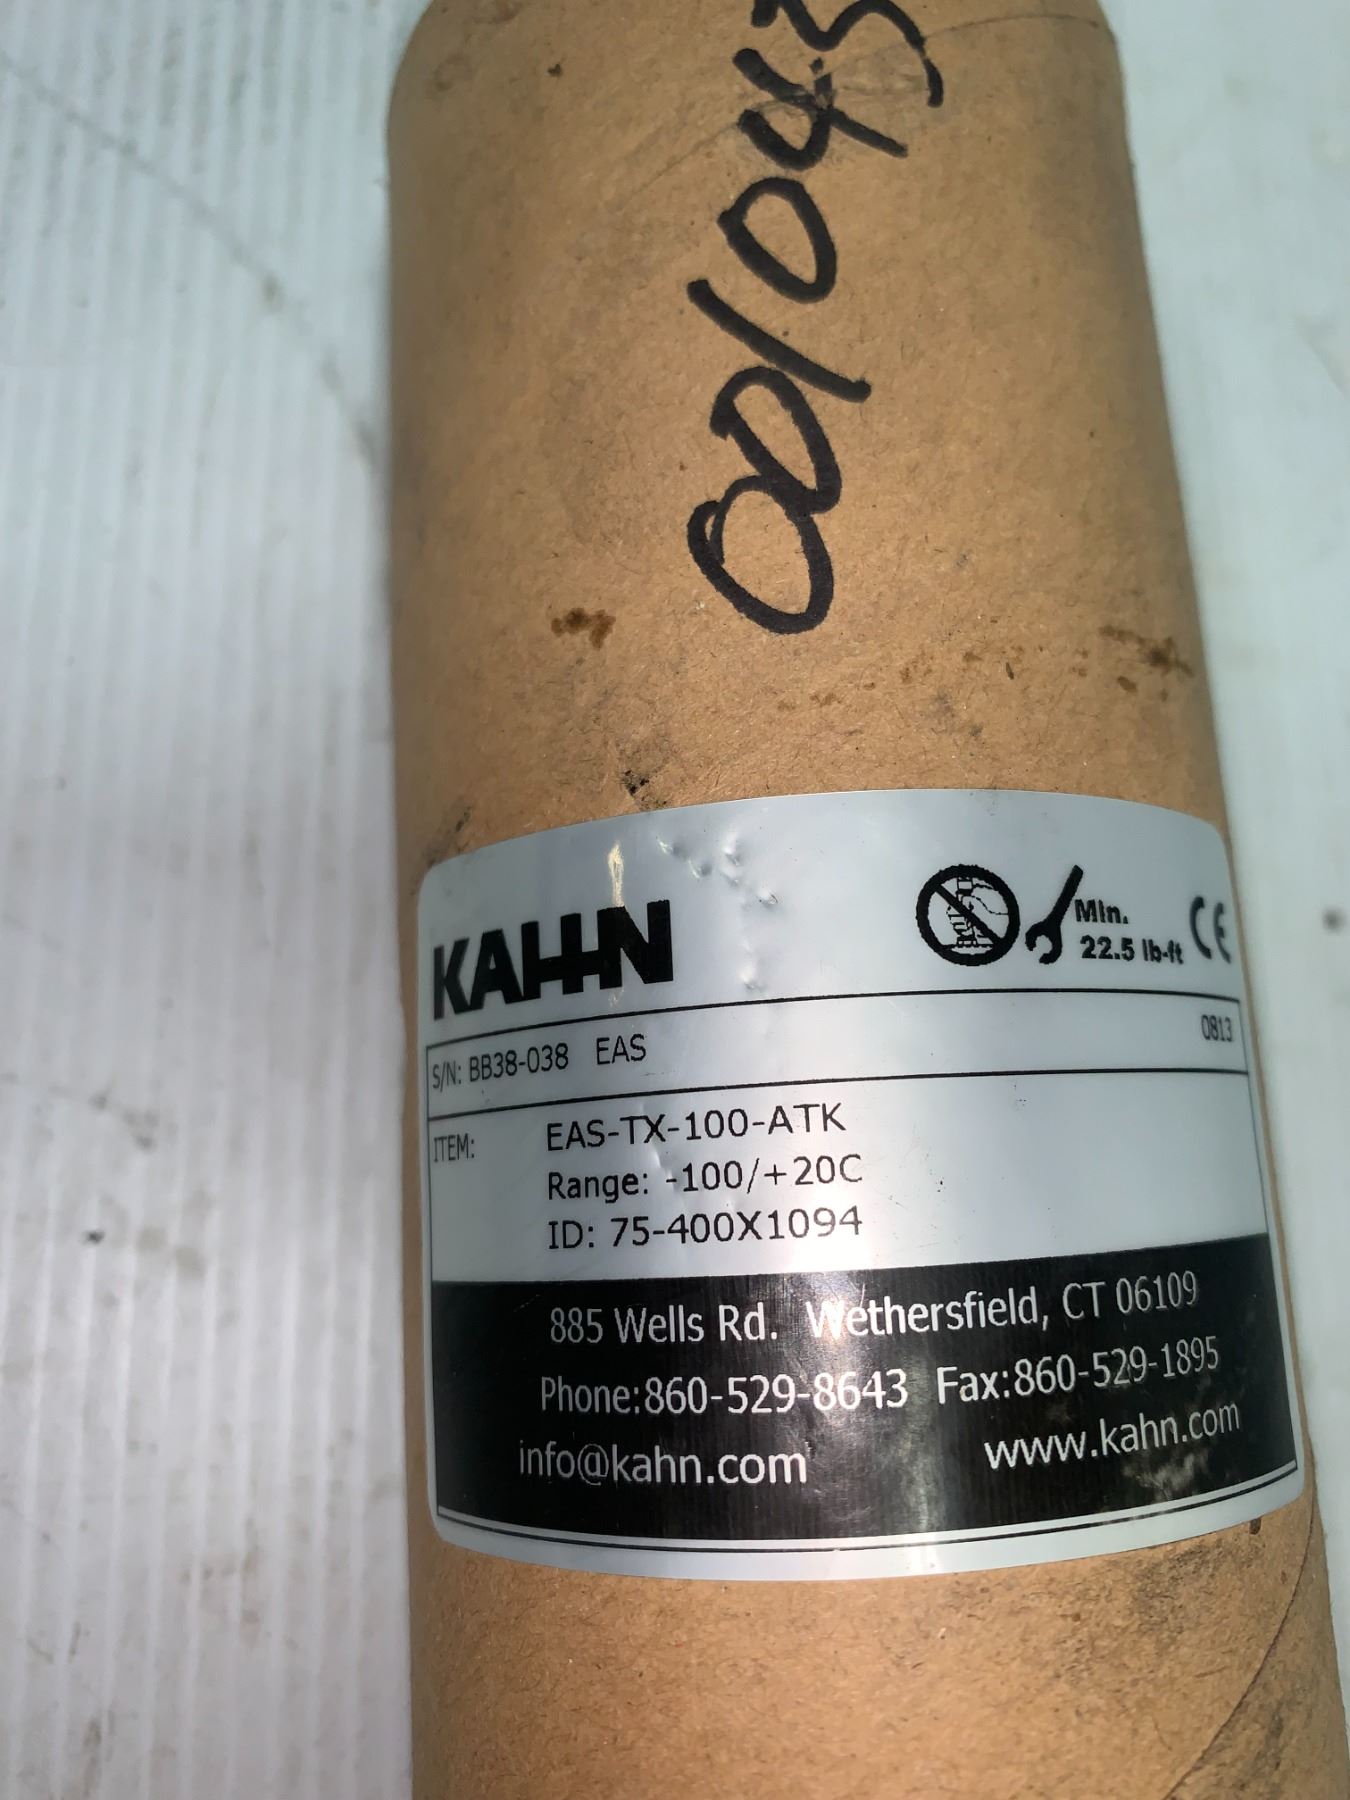 001043
KAHN
Min.
22.5 lb-ft
CE
S/N: BB38-038 EAS 0813
ITEM: EAS-TX-100-ATK
Range: -100/+20C
ID: 75-400X1094
885 Wells Rd. Wethersfield, CT 06109
Phone:860-529-8643 Fax:860-529-1895
info@kahn.com www.kahn.com